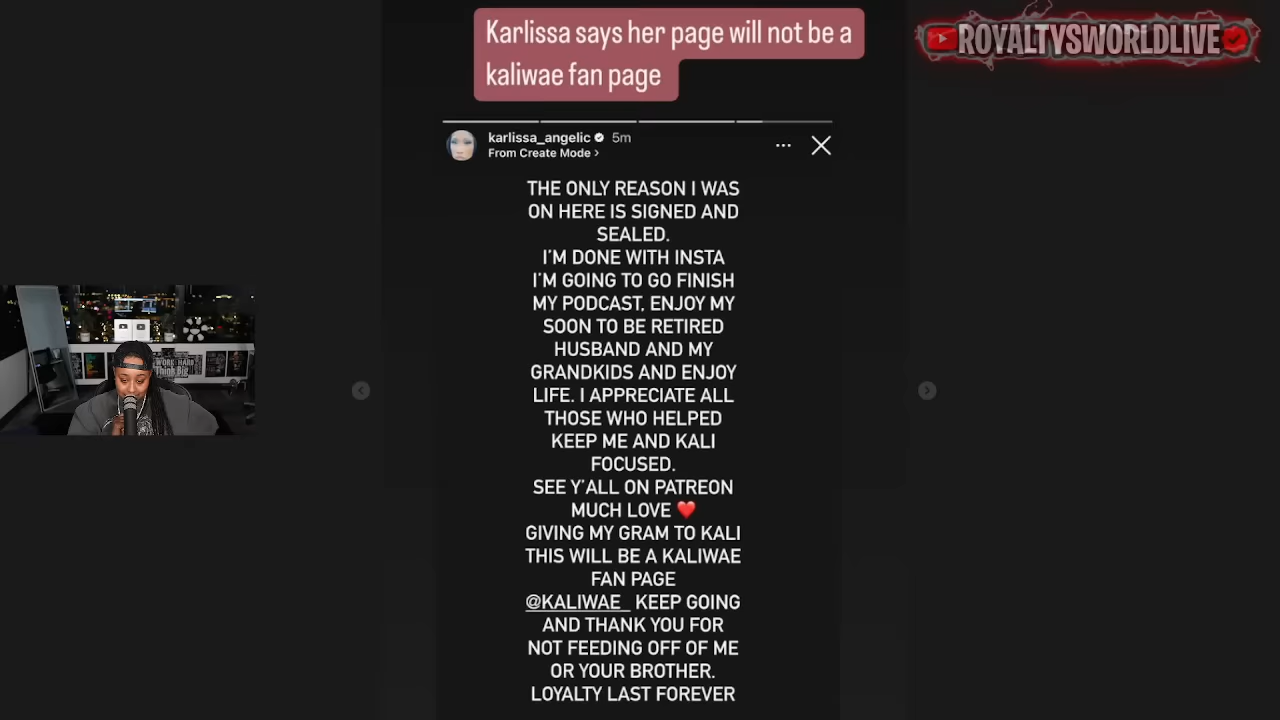 Karlissa says her page will not be a
kaliwae fan page
ROYALTYSWORLDLIVE
karlissa_angelic 5m
From Create Mode >
THE ONLY REASON I WAS
ON HERE IS SIGNED AND
SEALED.
I'M DONE WITH INSTA
I'M GOING TO GO FINISH
MY PODCAST, ENJOY MY
SOON TO BE RETIRED
HUSBAND AND MY
GRANDKIDS AND ENJOY
LIFE. I APPRECIATE ALL
THOSE WHO HELPED
KEEP ME AND KALI
FOCUSED.
SEE Y'ALL ON PATREON
MUCH LOVE ❤️
GIVING MY GRAM TO KALI
THIS WILL BE A KALIWAE
FAN PAGE
@KALIWAE_ KEEP GOING
AND THANK YOU FOR
NOT FEEDING OFF OF ME
OR YOUR BROTHER.
LOYALTY LAST FOREVER
WORK HARD
Think Big